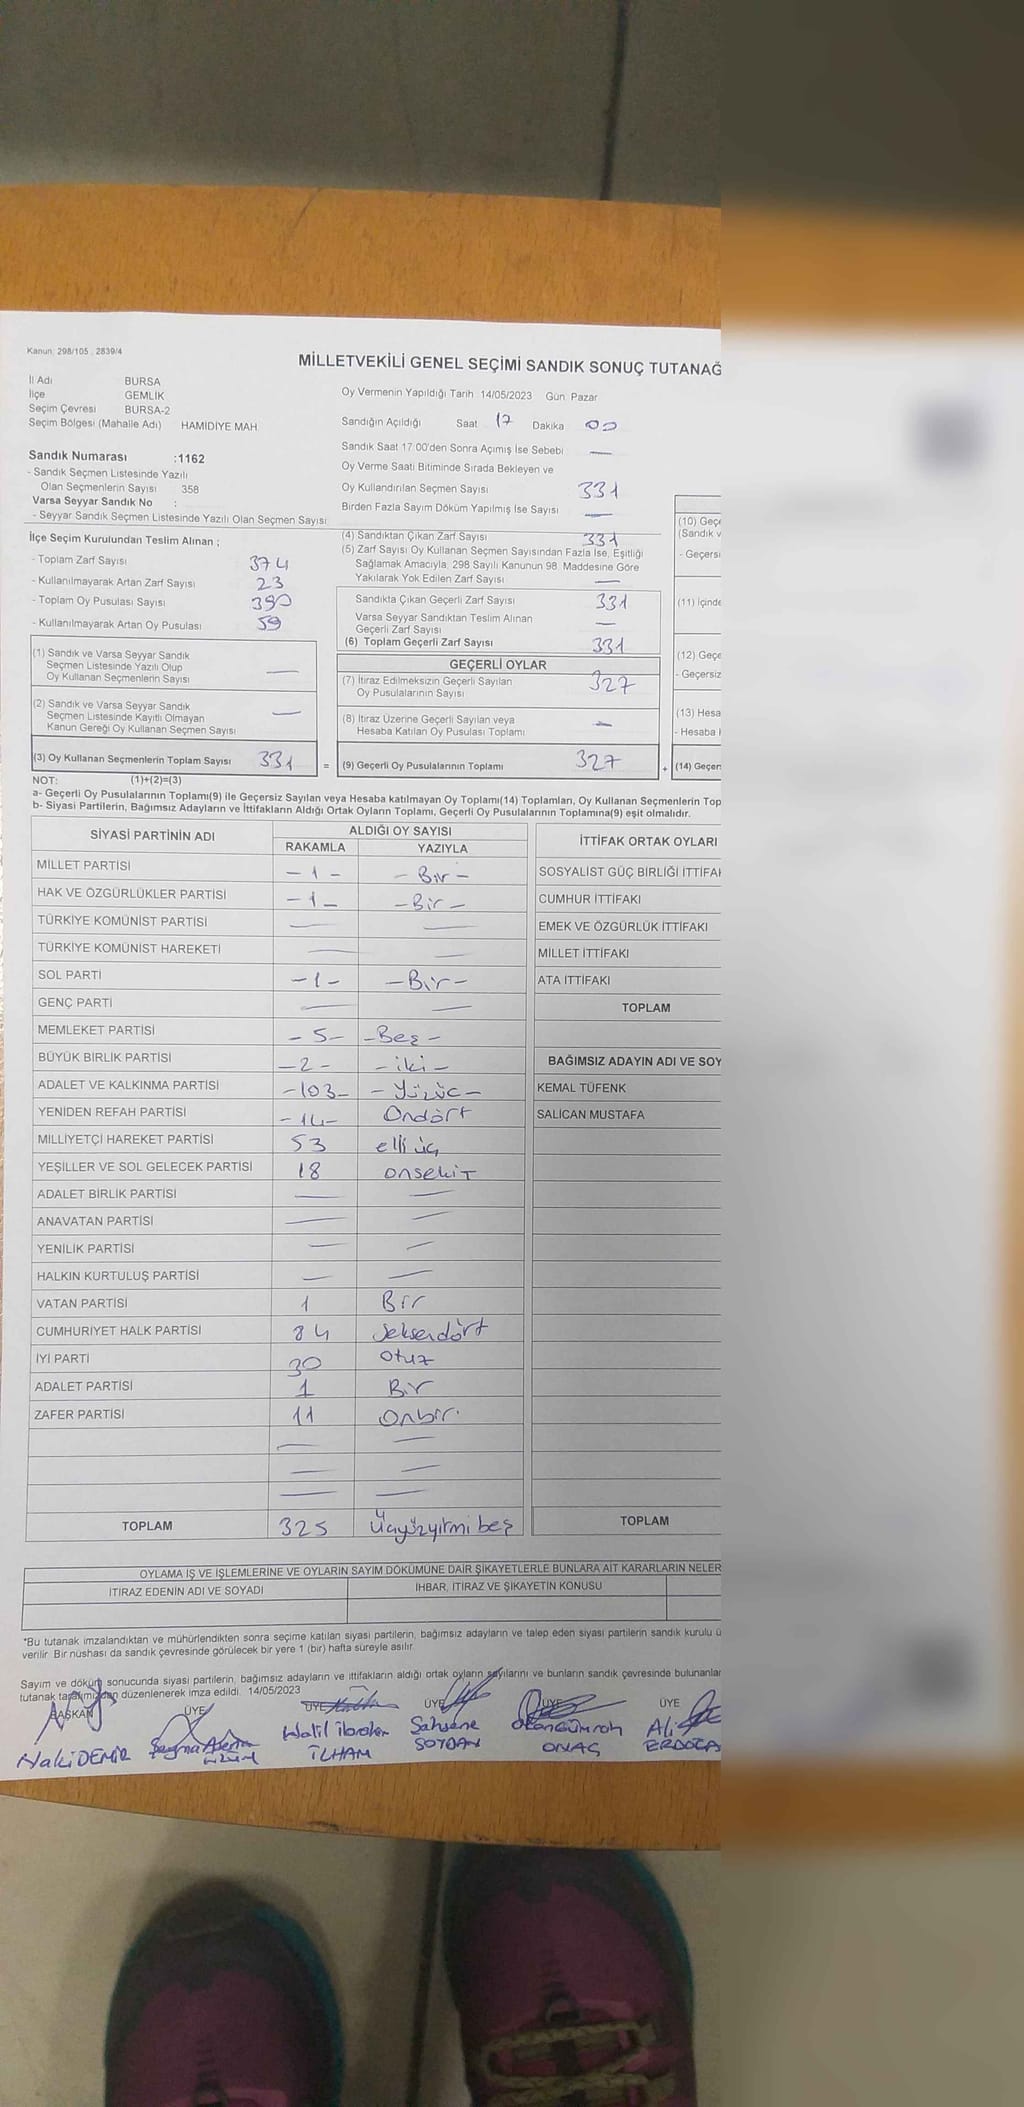 Kanun: 298/105 , 2839/4
MİLLETVEKİLİ GENEL SEÇİMİ SANDIK SONUÇ TUTANAĞ
İl Adı BURSA
İlçe GEMLİK
Seçim Çevresi BURSA-2
Seçim Bölgesi (Mahalle Adı) HAMİDİYE MAH.
Sandık Numarası :1162
- Sandık Seçmen Listesinde Yazılı
Olan Seçmenlerin Sayısı : 358
Varsa Seyyar Sandık No :
- Seyyar Sandık Seçmen Listesinde Yazılı Olan Seçmen Sayısı
Oy Vermenin Yapıldığı Tarih :14/05/2023 Gün: Pazar
Sandığın Açıldığı Saat 17 Dakika 00
Sandık Saat 17:00'den Sonra Açımış İse Sebebi —
Oy Verme Saati Bitiminde Sırada Bekleyen ve
Oy Kullandırılan Seçmen Sayısı 331
Birden Fazla Sayım Döküm Yapılmış İse Sayısı —
İlçe Seçim Kurulundan Teslim Alınan ;
- Toplam Zarf Sayısı 374
- Kullanılmayarak Artan Zarf Sayısı 23
- Toplam Oy Pusulası Sayısı 390
- Kullanılmayarak Artan Oy Pusulası 59
(4) Sandıktan Çıkan Zarf Sayısı 331
(5) Zarf Sayısı Oy Kullanan Seçmen Sayısından Fazla İse, Eşitliği
Sağlamak Amacıyla, 298 Sayılı Kanunun 98. Maddesine Göre
Yakılarak Yok Edilen Zarf Sayısı —
Sandıkta Çıkan Geçerli Zarf Sayısı 331
Varsa Seyyar Sandıktan Teslim Alınan
Geçerli Zarf Sayısı —
(6) Toplam Geçerli Zarf Sayısı 331
(1) Sandık ve Varsa Seyyar Sandık
Seçmen Listesinde Yazılı Olup
Oy Kullanan Seçmenlerin Sayısı —
(2) Sandık ve Varsa Seyyar Sandık
Seçmen Listesinde Kayıtlı Olmayan
Kanun Gereği Oy Kullanan Seçmen Sayısı —
(3) Oy Kullanan Seçmenlerin Toplam Sayısı 331 =
GEÇERLİ OYLAR
(7) İtiraz Edilmeksizin Geçerli Sayılan
Oy Pusulalarının Sayısı 327
(8) İtiraz Üzerine Geçerli Sayılan veya
Hesaba Katılan Oy Pusulası Toplamı —
(9) Geçerli Oy Pusulalarının Toplamı 327 +
(10) Geçe
(Sandık v
- Geçersi
(11) İçinde
(12) Geçe
- Geçersiz
(13) Hesa
- Hesaba
(14) Geçer
NOT: (1)+(2)=(3)
a- Geçerli Oy Pusulalarının Toplamı(9) ile Geçersiz Sayılan veya Hesaba katılmayan Oy Toplamı(14) Toplamları, Oy Kullanan Seçmenlerin Top
b- Siyasi Partilerin, Bağımsız Adayların ve İttifakların Aldığı Ortak Oyların Toplamı, Geçerli Oy Pusulalarının Toplamına(9) eşit olmalıdır.
SİYASİ PARTİNİN ADI ALDIĞI OY SAYISI
RAKAMLA YAZIYLA
MİLLET PARTİSİ – 1 – – Bir –
HAK VE ÖZGÜRLÜKLER PARTİSİ – 1 – – Bir –
TÜRKİYE KOMÜNİST PARTİSİ — —
TÜRKİYE KOMÜNİST HAREKETİ — —
SOL PARTİ – 1 – – Bir –
GENÇ PARTİ — —
MEMLEKET PARTİSİ – 5 – – Beş –
BÜYÜK BİRLİK PARTİSİ – 2 – – iki –
ADALET VE KALKINMA PARTİSİ – 103 – – Yüzüç –
YENİDEN REFAH PARTİSİ – 14 – Ondört
MİLLİYETÇİ HAREKET PARTİSİ 53 elli üç
YEŞİLLER VE SOL GELECEK PARTİSİ 18 onsekiz
ADALET BİRLİK PARTİSİ — —
ANAVATAN PARTİSİ — —
YENİLİK PARTİSİ — —
HALKIN KURTULUŞ PARTİSİ — —
VATAN PARTİSİ 1 Bir
CUMHURİYET HALK PARTİSİ 84 Seksendört
İYİ PARTİ 30 Otuz
ADALET PARTİSİ 1 Bir
ZAFER PARTİSİ 11 Onbir
— —
— —
— —
TOPLAM 325 Üçyüzyirmi beş
İTTİFAK ORTAK OYLARI
SOSYALİST GÜÇ BİRLİĞİ İTTİFAK
CUMHUR İTTİFAKI
EMEK VE ÖZGÜRLÜK İTTİFAKI
MİLLET İTTİFAKI
ATA İTTİFAKI
TOPLAM
BAĞIMSIZ ADAYIN ADI VE SOY
KEMAL TÜFENK
SALİCAN MUSTAFA
TOPLAM
OYLAMA İŞ VE İŞLEMLERİNE VE OYLARIN SAYIM DÖKÜMÜNE DAİR ŞİKAYETLERLE BUNLARA AİT KARARLARIN NELER
İTİRAZ EDENİN ADI VE SOYADI İHBAR, İTİRAZ VE ŞİKAYETİN KONUSU
*Bu tutanak imzalandıktan ve mühürlendikten sonra seçime katılan siyasi partilerin, bağımsız adayların ve talep eden siyasi partilerin sandık kurulu ü
verilir. Bir nüshası da sandık çevresinde görülecek bir yere 1 (bir) hafta süreyle asılır.
Sayım ve döküm sonucunda siyasi partilerin, bağımsız adayların ve ittifakların aldığı ortak oyların sayılarını ve bunların sandık çevresinde bulunanlar
tutanak tarafımızdan düzenlenerek imza edildi. 14/05/2023
BAŞKAN ÜYE ÜYE ÜYE ÜYE ÜYE
Naki DEMİR
Halil İbrahim İLHAM
Şahsene SOYDAN
ONAÇ
Ali ERDOĞA